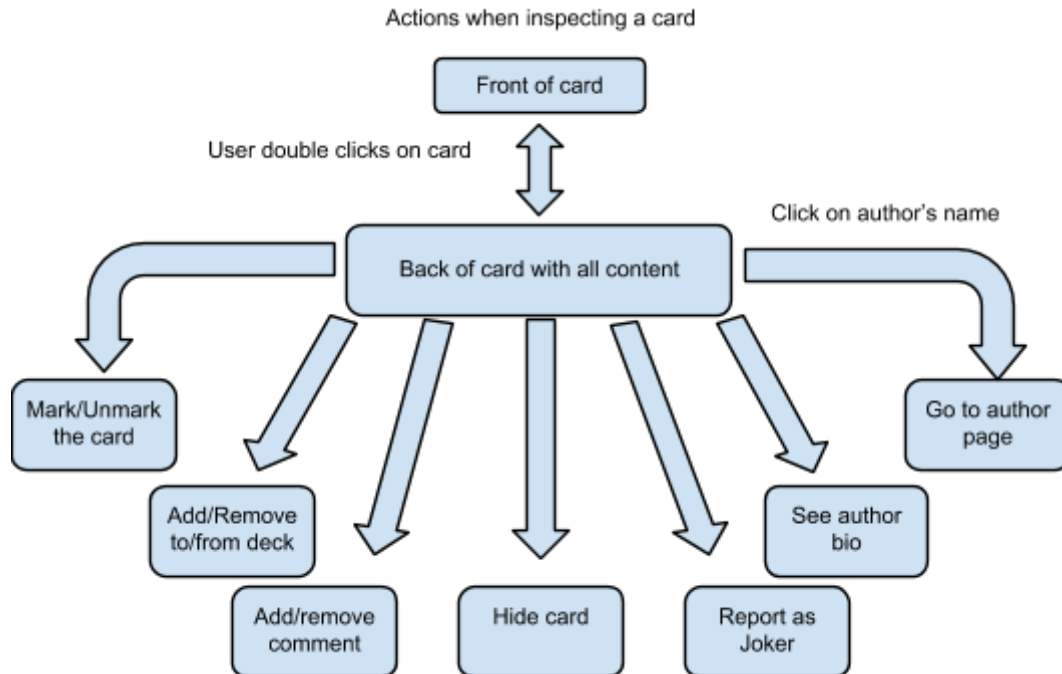 Actions when inspecting a card
Front of card
User double clicks on card
Click on author's name
Back of card with all content
Mark/Unmark
the card
Go to author
page
Add/Remove
to/from deck
See author
bio
Add/remove
comment
Hide card
Report as
Joker